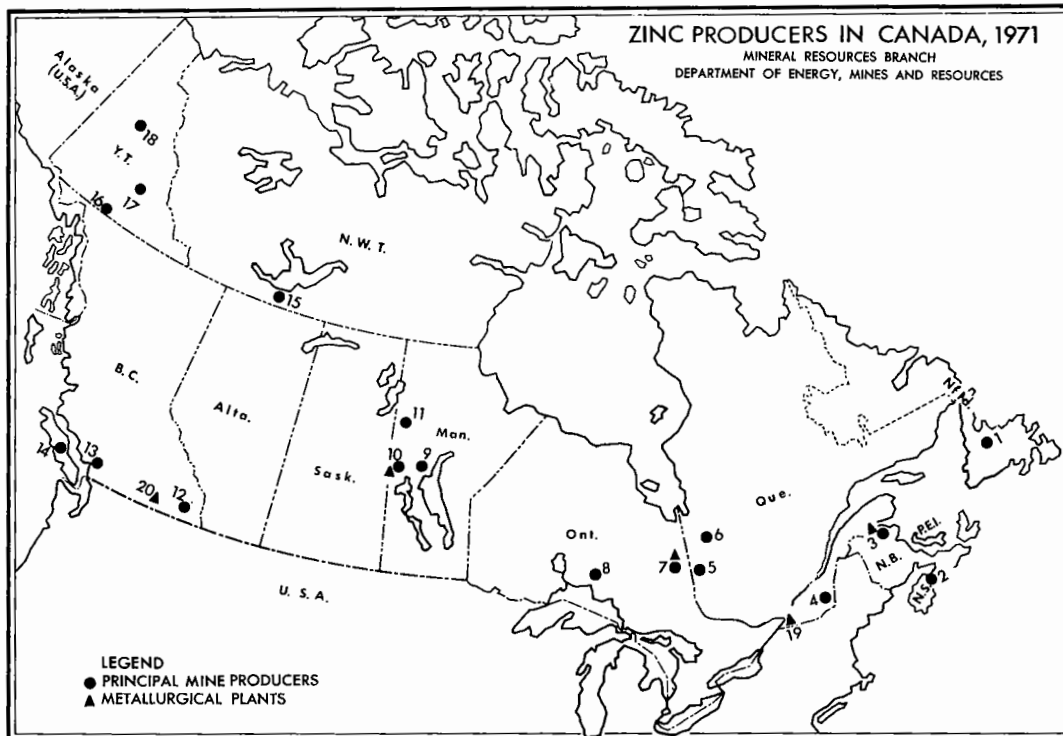 ZINC PRODUCERS IN CANADA, 1971
MINERAL RESOURCES BRANCH
DEPARTMENT OF ENERGY, MINES AND RESOURCES
Alaska
(U.S.A.)
18
Y.T.
17
16
N.W.T.
15
B.C.
Alta.
Sask.
Man.
11
10
9
14
13
20
12
Ont.
8
7
6
5
Que.
Nfld.
1
3
P.E.I.
N.B.
N.S.
2
4
19
U.S.A.
LEGEND
PRINCIPAL MINE PRODUCERS
METALLURGICAL PLANTS